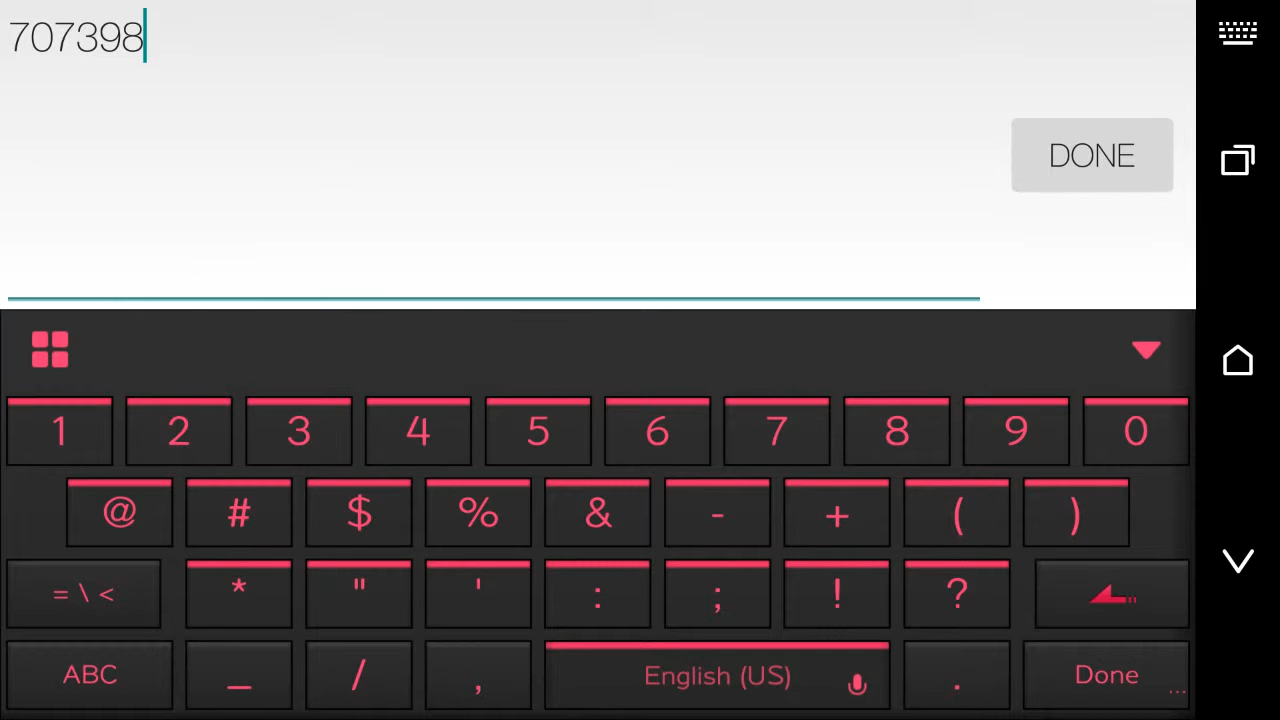 707398
DONE
1 2 3 4 5 6 7 8 9 0
@ # $ % & - + ( )
= \ < * " ' : ; ! ?
ABC _ / , English (US) . Done ...